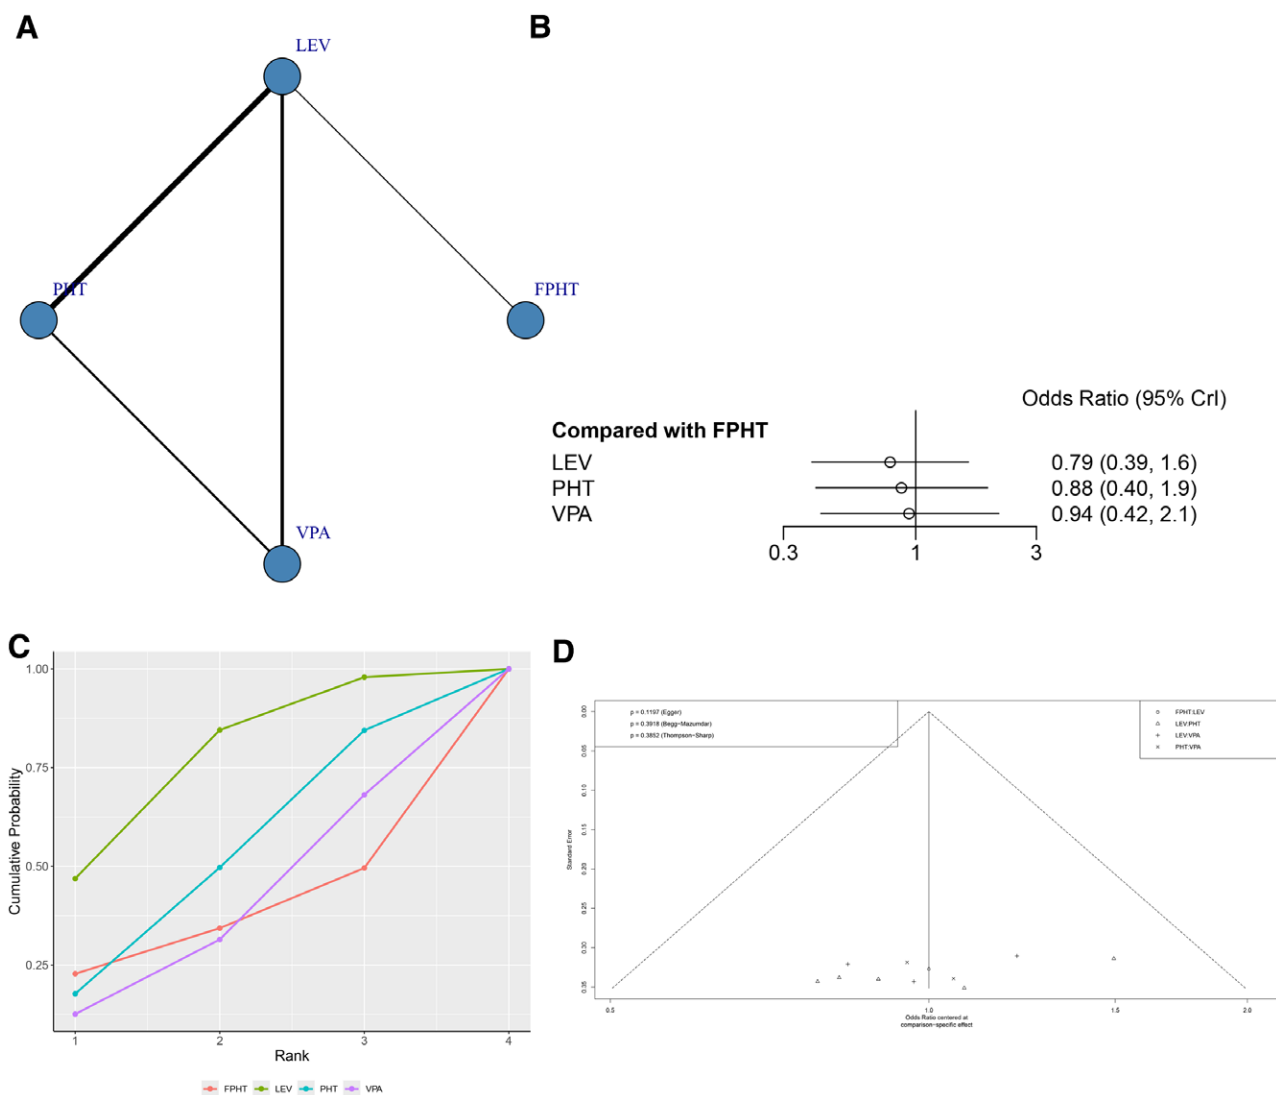 A
LEV
PHT
FPHT
VPA
B
Odds Ratio (95% CrI)
Compared with FPHT
LEV 0.79 (0.39, 1.6)
PHT 0.88 (0.40, 1.9)
VPA 0.94 (0.42, 2.1)
0.3 1 3
C
Cumulative Probability
1.00
0.75
0.50
0.25
1 2 3 4
Rank
FPHT LEV PHT VPA
D
p = 0.1197 (Egger)
p = 0.3918 (Begg-Mazumdar)
p = 0.3852 (Thompson-Sharp)
FPHT:LEV
LEV:PHT
LEV:VPA
PHT:VPA
Standard Error
0.00
0.05
0.10
0.15
0.20
0.25
0.30
0.35
0.5 1.0 1.5 2.0
Odds Ratio centered at
comparison-specific effect